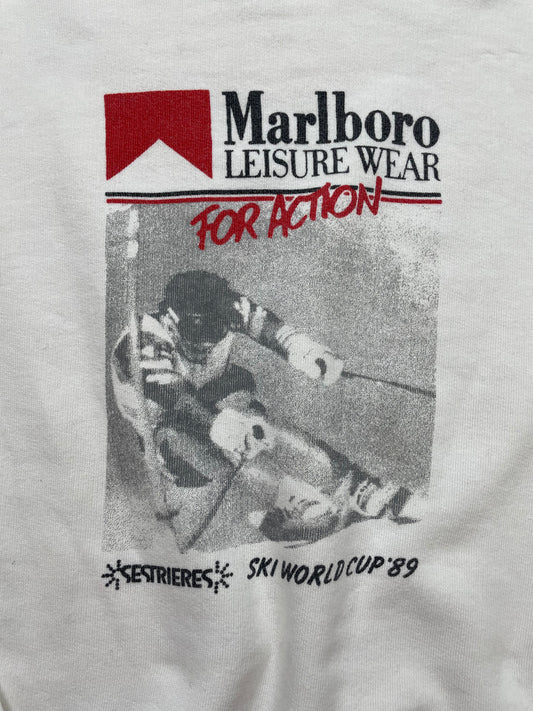 Marlboro
LEISURE WEAR
FOR ACTION
SESTRIERES
SKI WORLD CUP '89